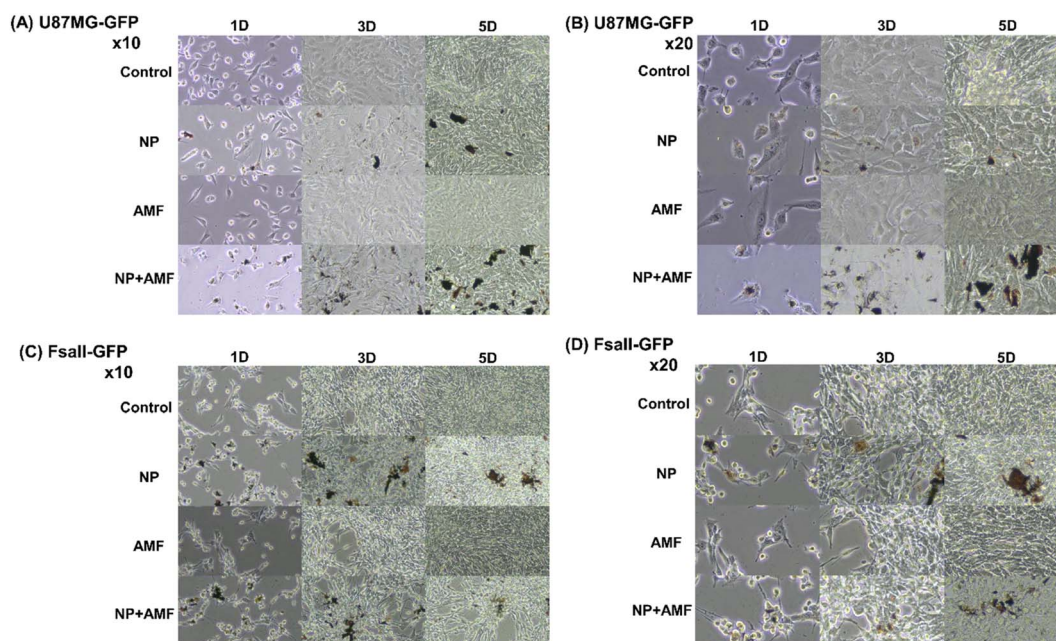 (A) U87MG-GFP
x10
1D 3D 5D
Control
NP
AMF
NP+AMF
(B) U87MG-GFP
x20
1D 3D 5D
Control
NP
AMF
NP+AMF
(C) FsaII-GFP
x10
1D 3D 5D
Control
NP
AMF
NP+AMF
(D) FsaII-GFP
x20
1D 3D 5D
Control
NP
AMF
NP+AMF